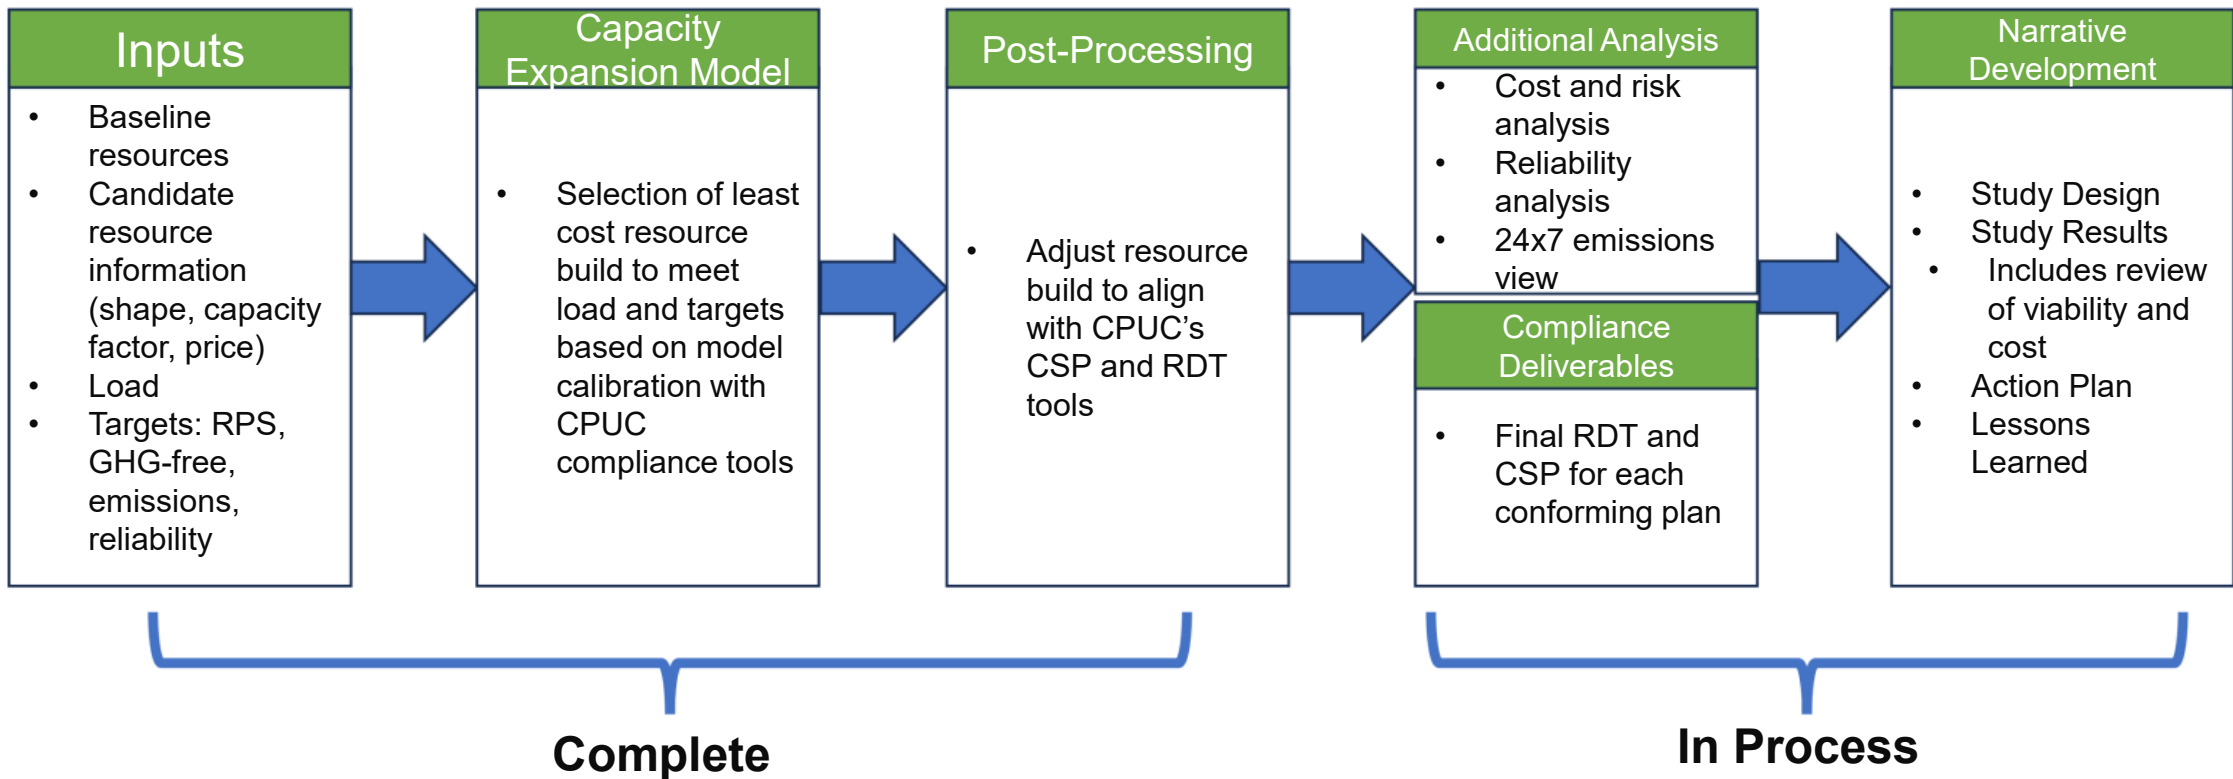 Inputs
• Baseline
resources
• Candidate
resource
information
(shape, capacity
factor, price)
• Load
• Targets: RPS,
GHG-free,
emissions,
reliability
Capacity
Expansion Model
• Selection of least
cost resource
build to meet
load and targets
based on model
calibration with
CPUC
compliance tools
Post-Processing
• Adjust resource
build to align
with CPUC’s
CSP and RDT
tools
Additional Analysis
• Cost and risk
analysis
• Reliability
analysis
• 24x7 emissions
view
Compliance
Deliverables
• Final RDT and
CSP for each
conforming plan
Narrative
Development
• Study Design
• Study Results
• Includes review
of viability and
cost
• Action Plan
• Lessons
Learned
Complete
In Process